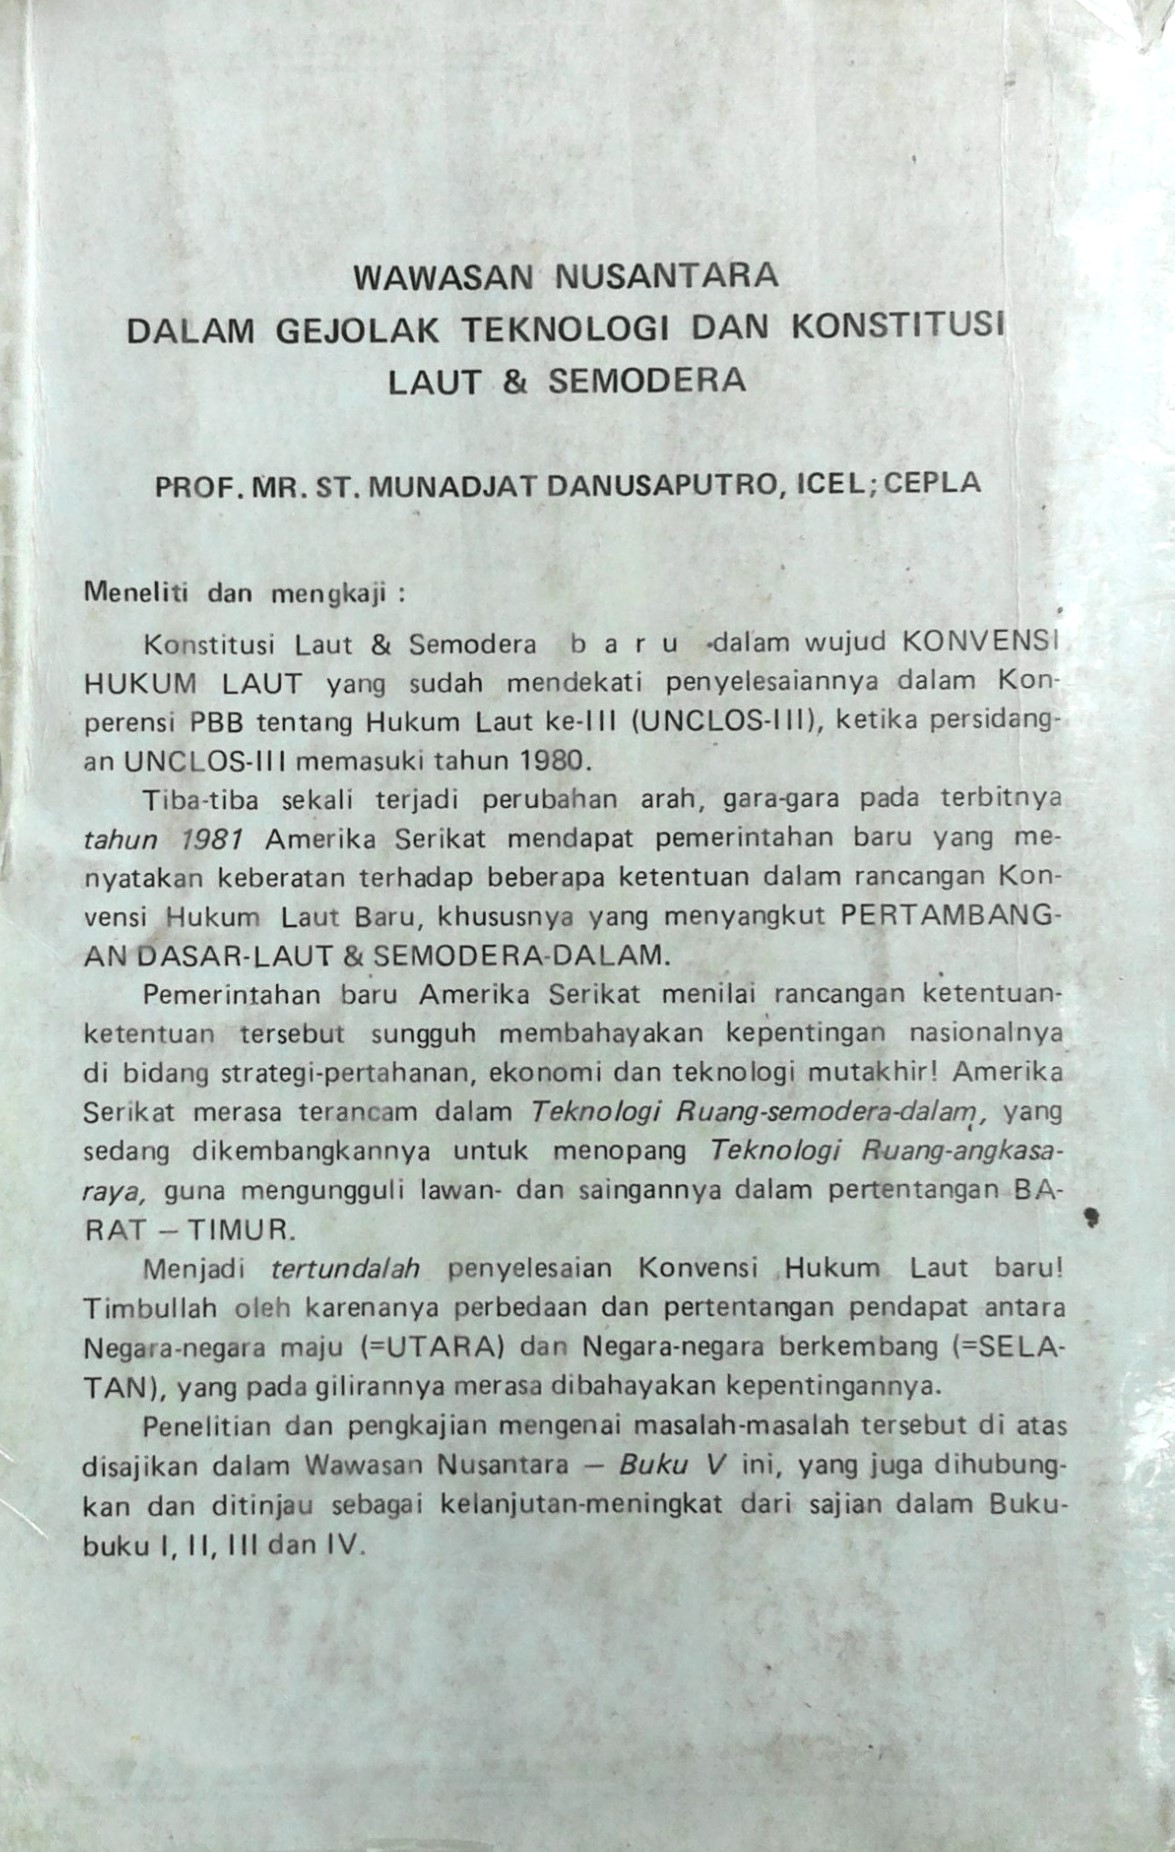 WAWASAN NUSANTARA
DALAM GEJOLAK TEKNOLOGI DAN KONSTITUSI
LAUT & SEMODERA
PROF. MR. ST. MUNADJAT DANUSAPUTRO, ICEL; CEPLA
Meneliti dan mengkaji :
Konstitusi Laut & Semodera b a r u dalam wujud KONVENSI
HUKUM LAUT yang sudah mendekati penyelesaiannya dalam Kon-
perensi PBB tentang Hukum Laut ke-III (UNCLOS-III), ketika persidang-
an UNCLOS-III memasuki tahun 1980.
Tiba-tiba sekali terjadi perubahan arah, gara-gara pada terbitnya
tahun 1981 Amerika Serikat mendapat pemerintahan baru yang me-
nyatakan keberatan terhadap beberapa ketentuan dalam rancangan Kon-
vensi Hukum Laut Baru, khususnya yang menyangkut PERTAMBANG-
AN DASAR-LAUT & SEMODERA-DALAM.
Pemerintahan baru Amerika Serikat menilai rancangan ketentuan-
ketentuan tersebut sungguh membahayakan kepentingan nasionalnya
di bidang strategi-pertahanan, ekonomi dan teknologi mutakhir! Amerika
Serikat merasa terancam dalam Teknologi Ruang-semodera-dalam, yang
sedang dikembangkannya untuk menopang Teknologi Ruang-angkasa-
raya, guna mengungguli lawan- dan saingannya dalam pertentangan BA-
RAT – TIMUR.
Menjadi tertundalah penyelesaian Konvensi Hukum Laut baru!
Timbullah oleh karenanya perbedaan dan pertentangan pendapat antara
Negara-negara maju (=UTARA) dan Negara-negara berkembang (=SELA-
TAN), yang pada gilirannya merasa dibahayakan kepentingannya.
Penelitian dan pengkajian mengenai masalah-masalah tersebut di atas
disajikan dalam Wawasan Nusantara – Buku V ini, yang juga dihubung-
kan dan ditinjau sebagai kelanjutan-meningkat dari sajian dalam Buku-
buku I, II, III dan IV.